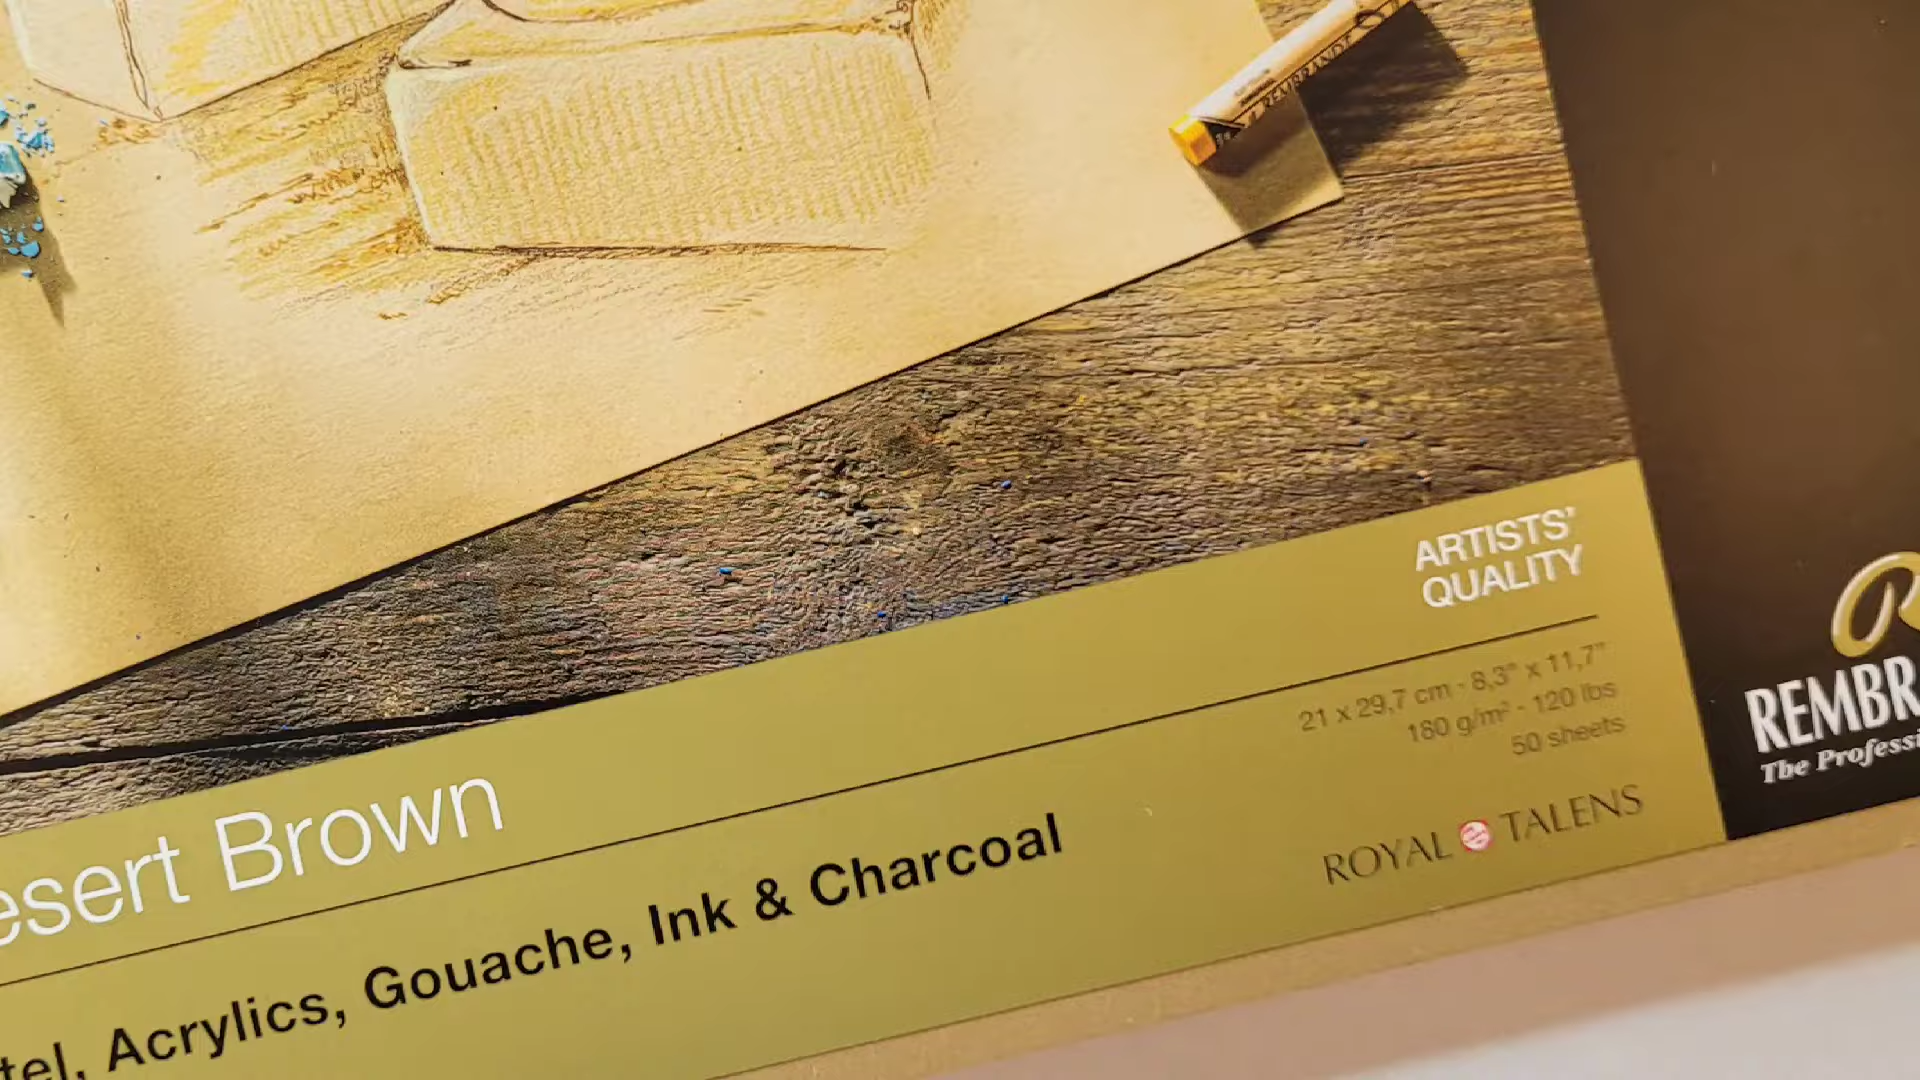 REMBRANDT
ARTISTS'
QUALITY
21 x 29,7 cm - 8,3" x 11,7"
180 g/m² - 120 lbs
50 sheets
esert Brown
tel, Acrylics, Gouache, Ink & Charcoal
ROYAL TALENS
REMBR
The Professi